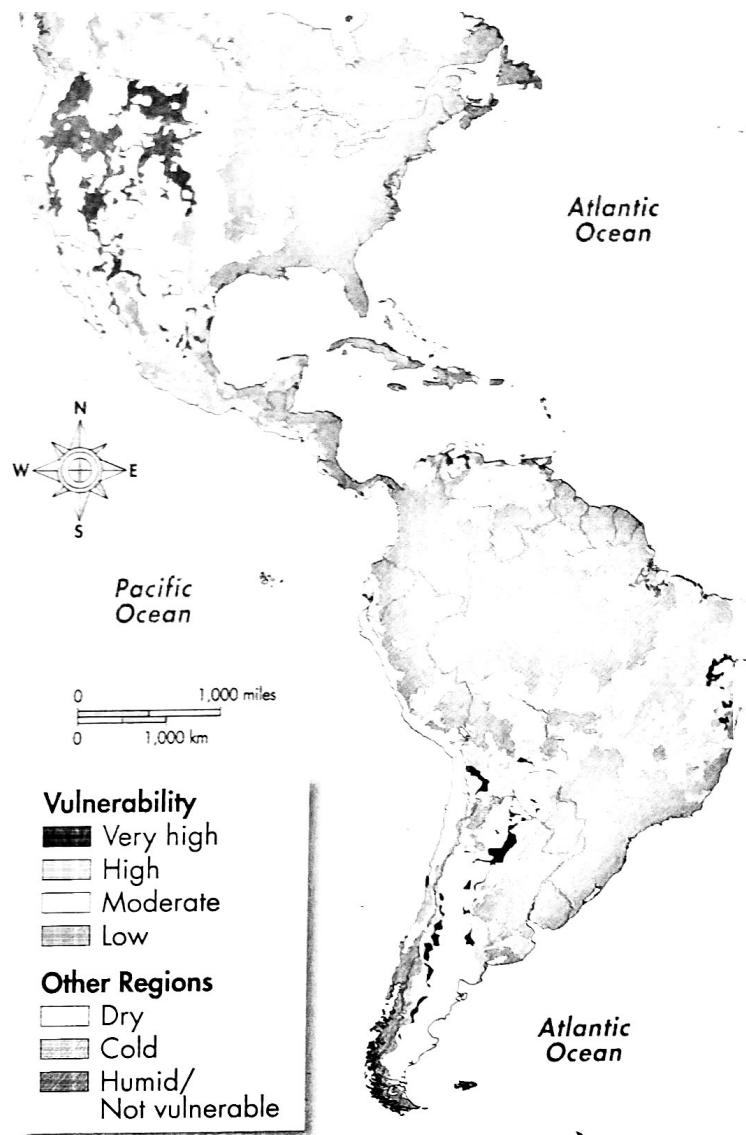 Atlantic
Ocean
N
W
E
S
Pacific
Ocean
0
1,000 miles
0
1,000 km
Vulnerability
Very high
High
Moderate
Low
Other Regions
Dry
Cold
Humid/
Not vulnerable
Atlantic
Ocean